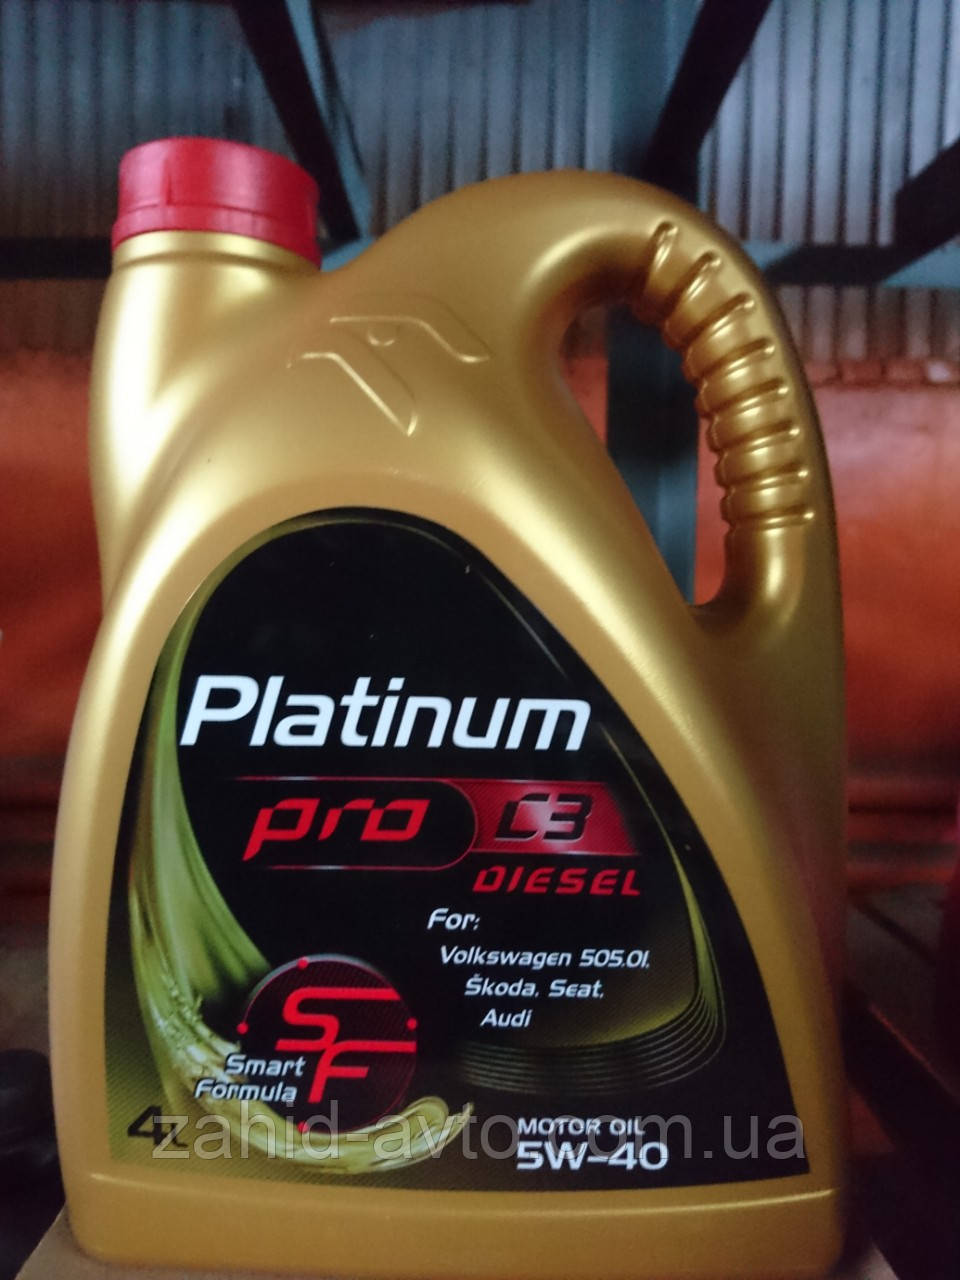 Platinum
pro C3
DIESEL
For:
Volkswagen 505.01,
Škoda, Seat,
Audi
SF
Smart
Formula
4L
MOTOR OIL
5W-40
zahid-avto.com.ua